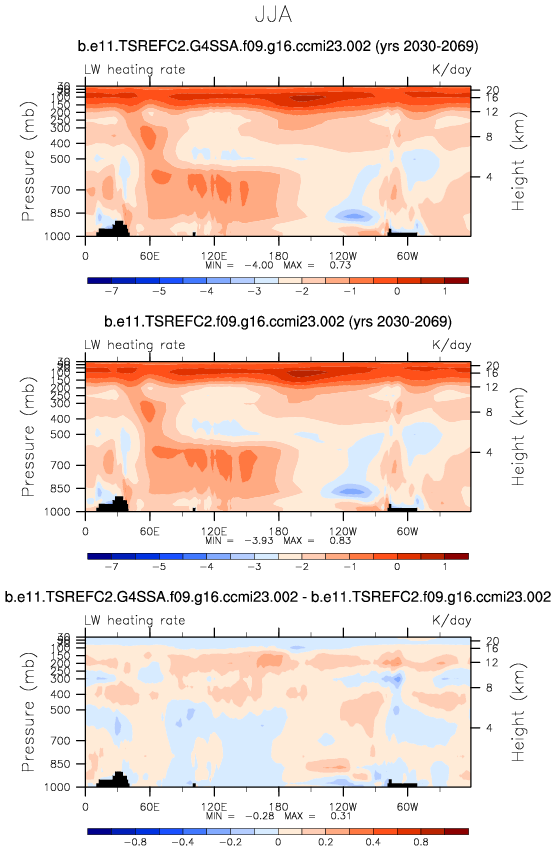 JJA
b.e11.TSREFC2.G4SSA.f09.g16.ccmi23.002 (yrs 2030-2069)
LW heating rate K/day
30
100
150
200
250
300
400
500
700
850
1000
Pressure (mb)
20
16
12
8
4
Height (km)
0 60E 120E 180 120W 60W
MIN = -4.00 MAX = 0.73
-7 -5 -4 -3 -2 -1 0 1
b.e11.TSREFC2.f09.g16.ccmi23.002 (yrs 2030-2069)
LW heating rate K/day
30
100
150
200
250
300
400
500
700
850
1000
Pressure (mb)
20
16
12
8
4
Height (km)
0 60E 120E 180 120W 60W
MIN = -3.93 MAX = 0.83
-7 -5 -4 -3 -2 -1 0 1
b.e11.TSREFC2.G4SSA.f09.g16.ccmi23.002 - b.e11.TSREFC2.f09.g16.ccmi23.002
LW heating rate K/day
30
100
150
200
250
300
400
500
700
850
1000
Pressure (mb)
20
16
12
8
4
Height (km)
0 60E 120E 180 120W 60W
MIN = -0.28 MAX = 0.31
-0.8 -0.4 -0.2 0 0.2 0.4 0.8